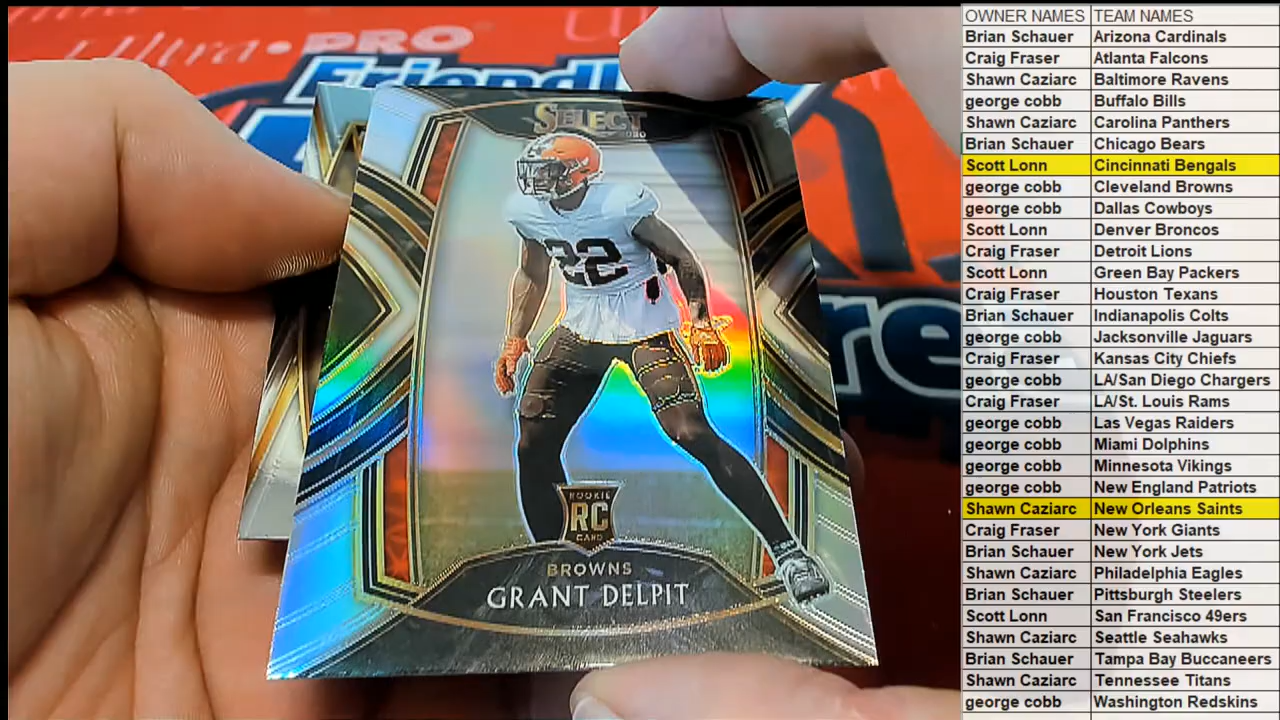 Ultra•PRO
Friendl
re
SELECT
2020
22
ROOKIE
RC
CARD
BROWNS
GRANT DELPIT
OWNER NAMES TEAM NAMES
Brian Schauer Arizona Cardinals
Craig Fraser Atlanta Falcons
Shawn Caziarc Baltimore Ravens
george cobb Buffalo Bills
Shawn Caziarc Carolina Panthers
Brian Schauer Chicago Bears
Scott Lonn Cincinnati Bengals
george cobb Cleveland Browns
george cobb Dallas Cowboys
Scott Lonn Denver Broncos
Craig Fraser Detroit Lions
Scott Lonn Green Bay Packers
Craig Fraser Houston Texans
Brian Schauer Indianapolis Colts
george cobb Jacksonville Jaguars
Craig Fraser Kansas City Chiefs
george cobb LA/San Diego Chargers
Craig Fraser LA/St. Louis Rams
george cobb Las Vegas Raiders
george cobb Miami Dolphins
george cobb Minnesota Vikings
george cobb New England Patriots
Shawn Caziarc New Orleans Saints
Craig Fraser New York Giants
Brian Schauer New York Jets
Shawn Caziarc Philadelphia Eagles
Brian Schauer Pittsburgh Steelers
Scott Lonn San Francisco 49ers
Shawn Caziarc Seattle Seahawks
Brian Schauer Tampa Bay Buccaneers
Shawn Caziarc Tennessee Titans
george cobb Washington Redskins